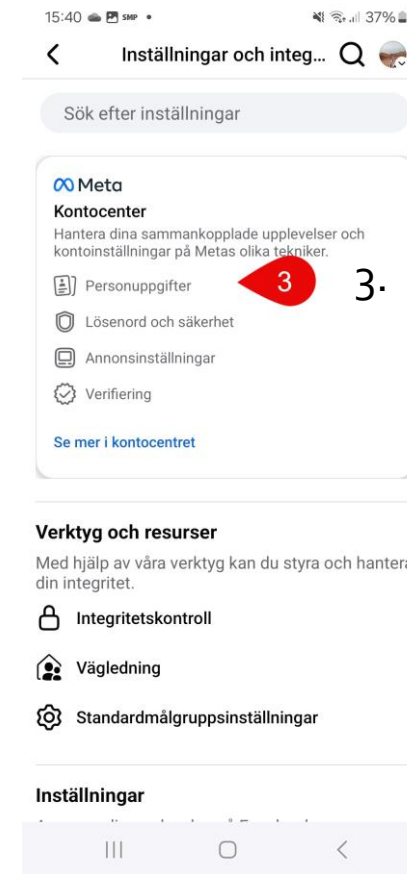 15:40 SMP • 37%
Inställningar och integ...
Sök efter inställningar
Meta
Kontocenter
Hantera dina sammankopplade upplevelser och
kontoinställningar på Metas olika tekniker.
Personuppgifter
3
3.
Lösenord och säkerhet
Annonsinställningar
Verifiering
Se mer i kontocentret
Verktyg och resurser
Med hjälp av våra verktyg kan du styra och hantera
din integritet.
Integritetskontroll
Vägledning
Standardmålgruppsinställningar
Inställningar